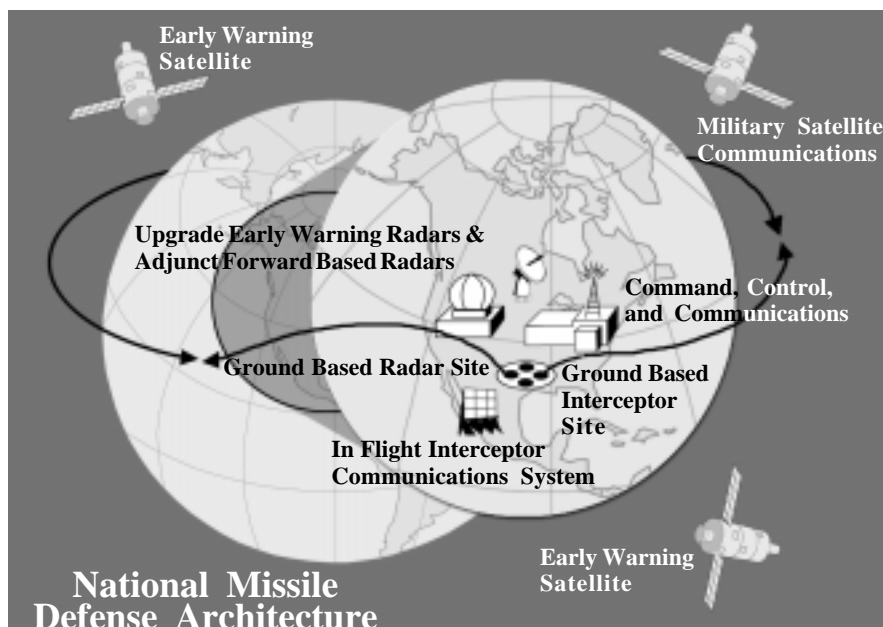 Early Warning
Satellite
Military Satellite
Communications
Upgrade Early Warning Radars &
Adjunct Forward Based Radars
Command, Control,
and Communications
Ground Based Radar Site
Ground Based
Interceptor
Site
In Flight Interceptor
Communications System
Early Warning
Satellite
National Missile
Defense Architecture